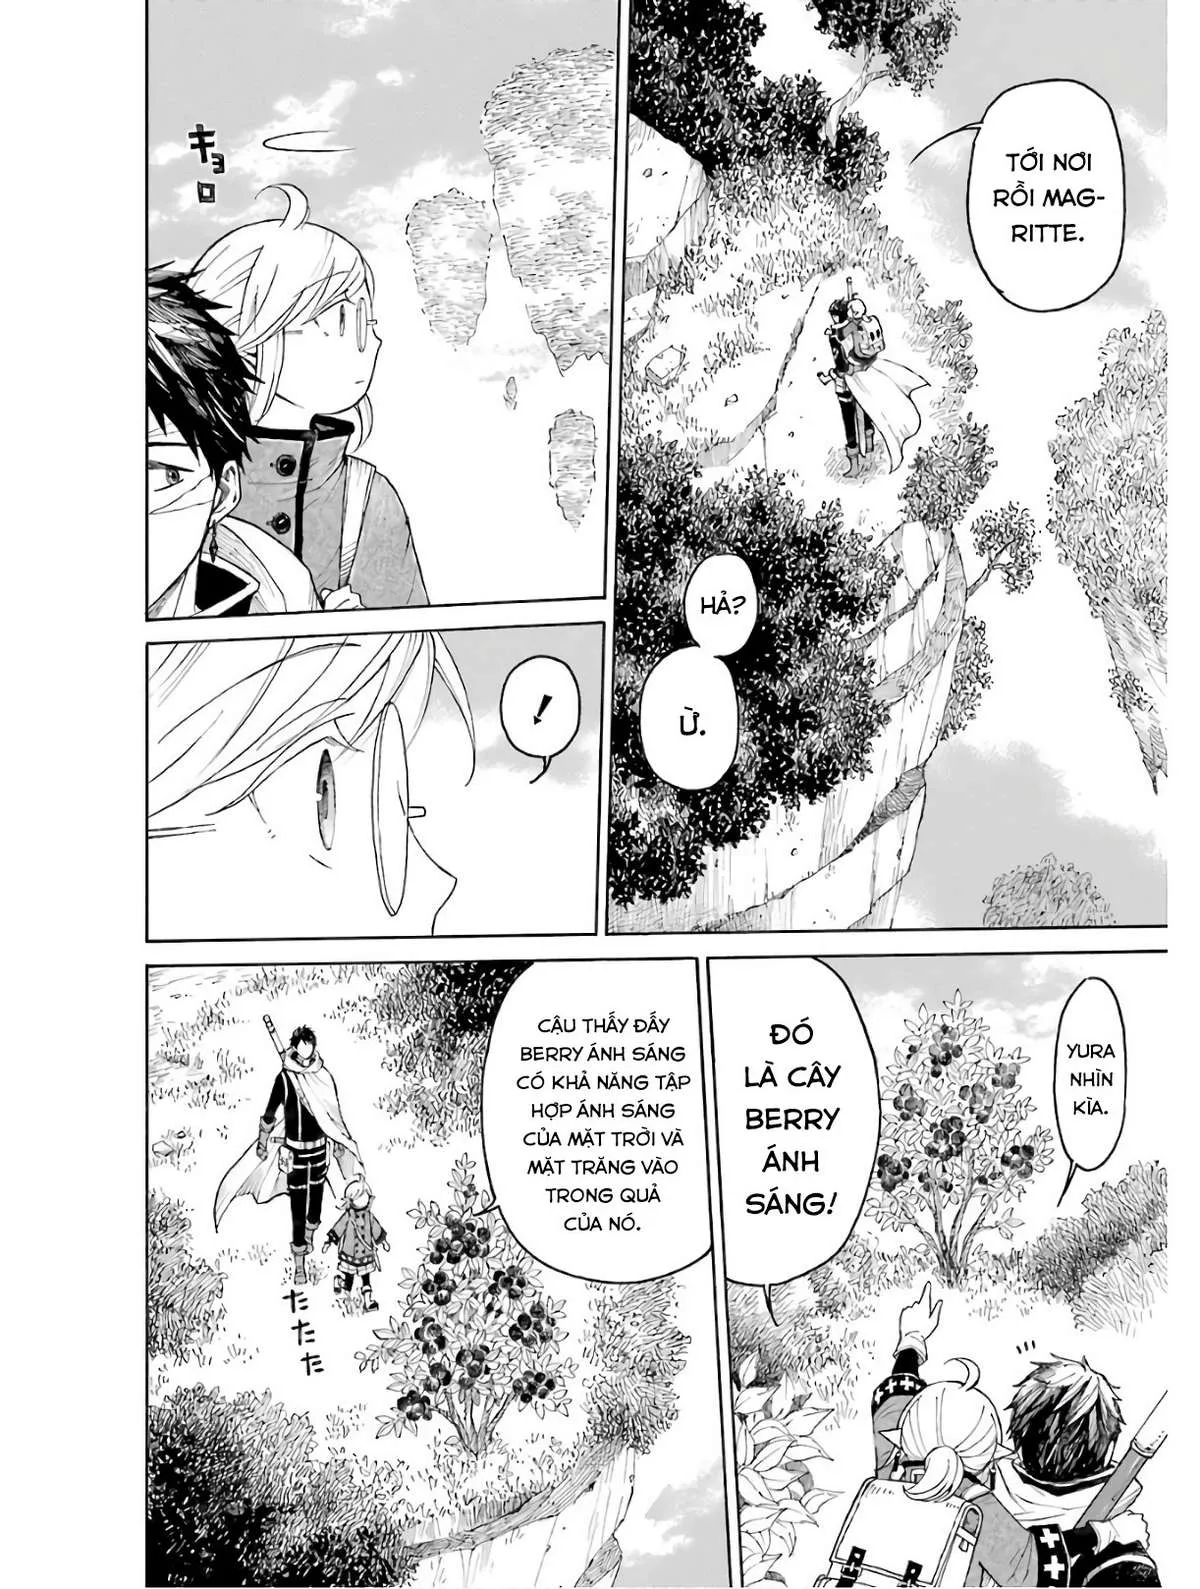 TỚI NƠI
RỒI MAG-
RITTE.
HẢ?
Ừ.
キョロ
!
YURA
NHÌN
KÌA.
ĐÓ
LÀ CÂY
BERRY
ÁNH
SÁNG!
CẬU THẤY ĐẤY
BERRY ÁNH SÁNG
CÓ KHẢ NĂNG TẬP
HỢP ÁNH SÁNG
CỦA MẶT TRỜI VÀ
MẶT TRĂNG VÀO
TRONG QUẢ
CỦA NÓ.
たたた